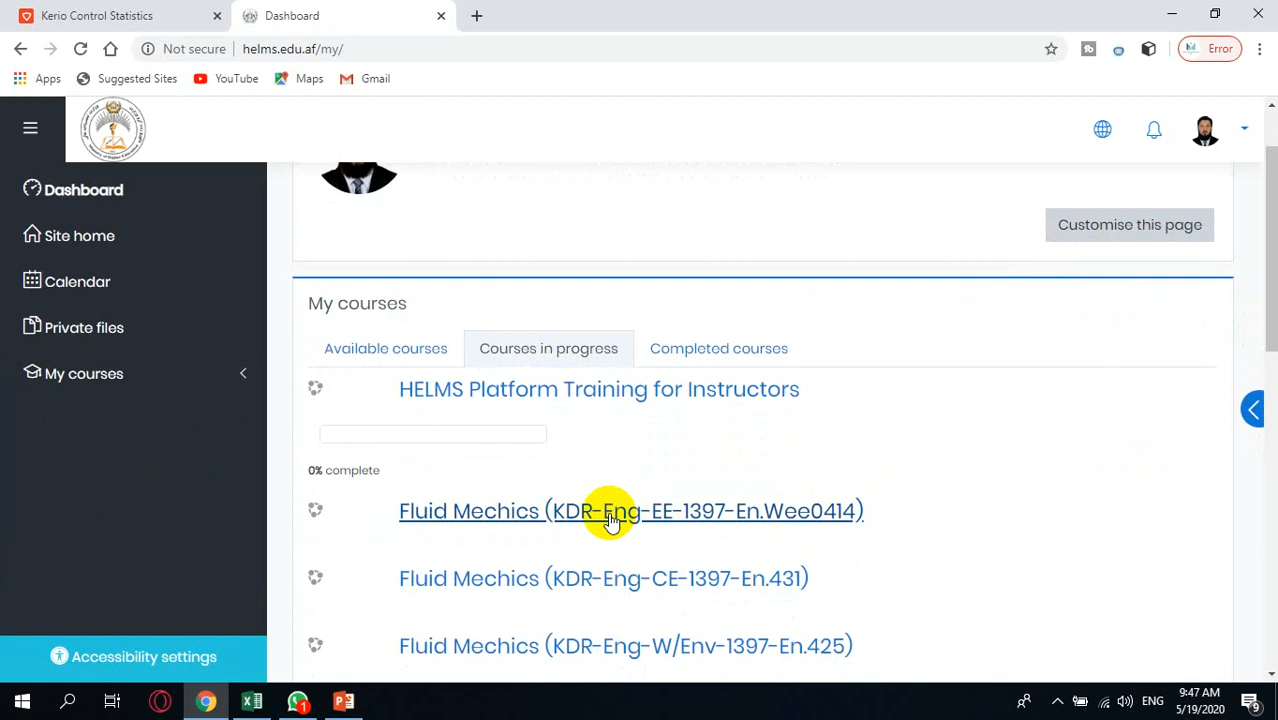 Kerio Control Statistics
Dashboard
Not secure
helms.edu.af/my/
Error
Apps
Suggested Sites
YouTube
Maps
Gmail
Customise this page
Dashboard
Site home
Calendar
Private files
My courses
My courses
Available courses
Courses in progress
Completed courses
HELMS Platform Training for Instructors
0% complete
Fluid Mechics (KDR-Eng-EE-1397-En.Wee0414)
Fluid Mechics (KDR-Eng-CE-1397-En.431)
Fluid Mechics (KDR-Eng-W/Env-1397-En.425)
Accessibility settings
1
ENG
9:47 AM
5/19/2020
9